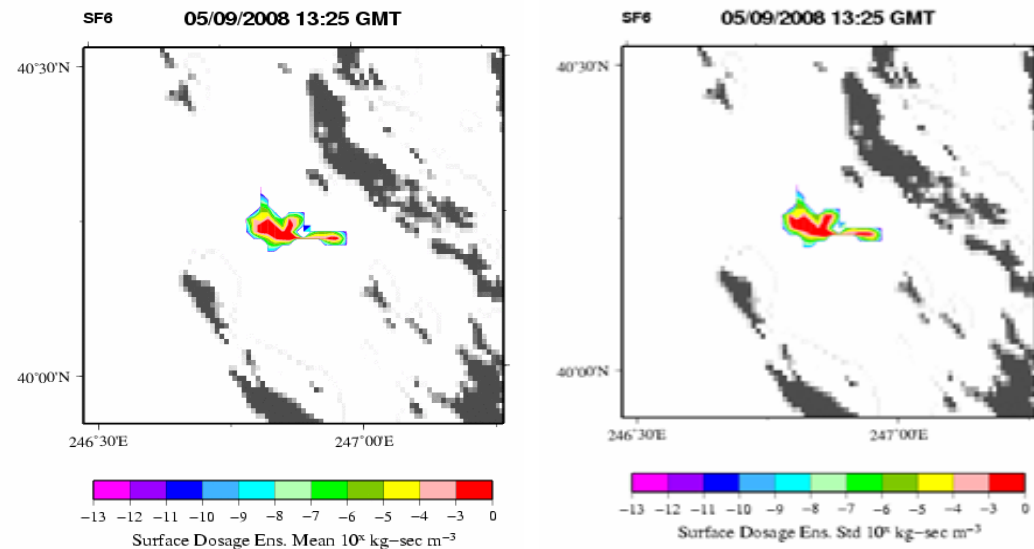 SF6 05/09/2008 13:25 GMT
40°30'N
40°00'N
246°30'E 247°00'E
−13 −12 −11 −10 −9 −8 −7 −6 −5 −4 −3 0
Surface Dosage Ens. Mean 10ˣ kg−sec m⁻³
SF6 05/09/2008 13:25 GMT
40°30'N
40°00'N
246°30'E 247°00'E
−13 −12 −11 −10 −9 −8 −7 −6 −5 −4 −3 0
Surface Dosage Ens. Std 10ˣ kg−sec m⁻³